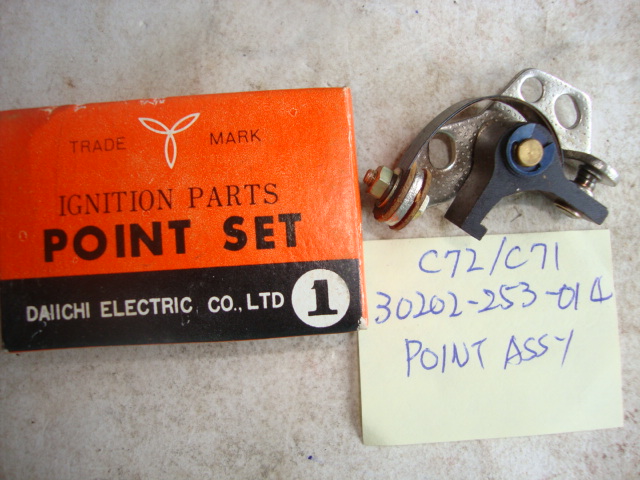 TRADE MARK
IGNITION PARTS
POINT SET
DAIICHI ELECTRIC CO., LTD 1
C72/C71
30202-253-014
POINT ASSY